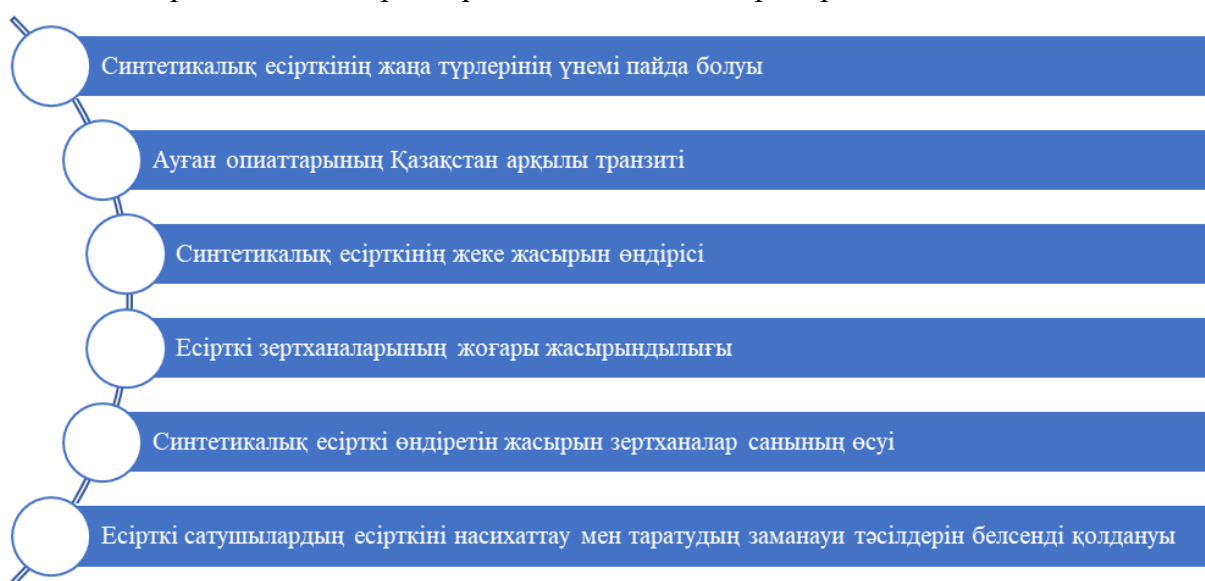 Синтетикалық есірткінің жаңа түрлерінің үнемі пайда болуы
Ауған опиаттарының Қазақстан арқылы транзиті
Синтетикалық есірткінің жеке жасырын өндірісі
Есірткі зертханаларының жоғары жасырындылығы
Синтетикалық есірткі өндіретін жасырын зертханалар санының өсуі
Есірткі сатушылардың есірткіні насихаттау мен таратудың заманауи тәсілдерін белсенді қолдануы